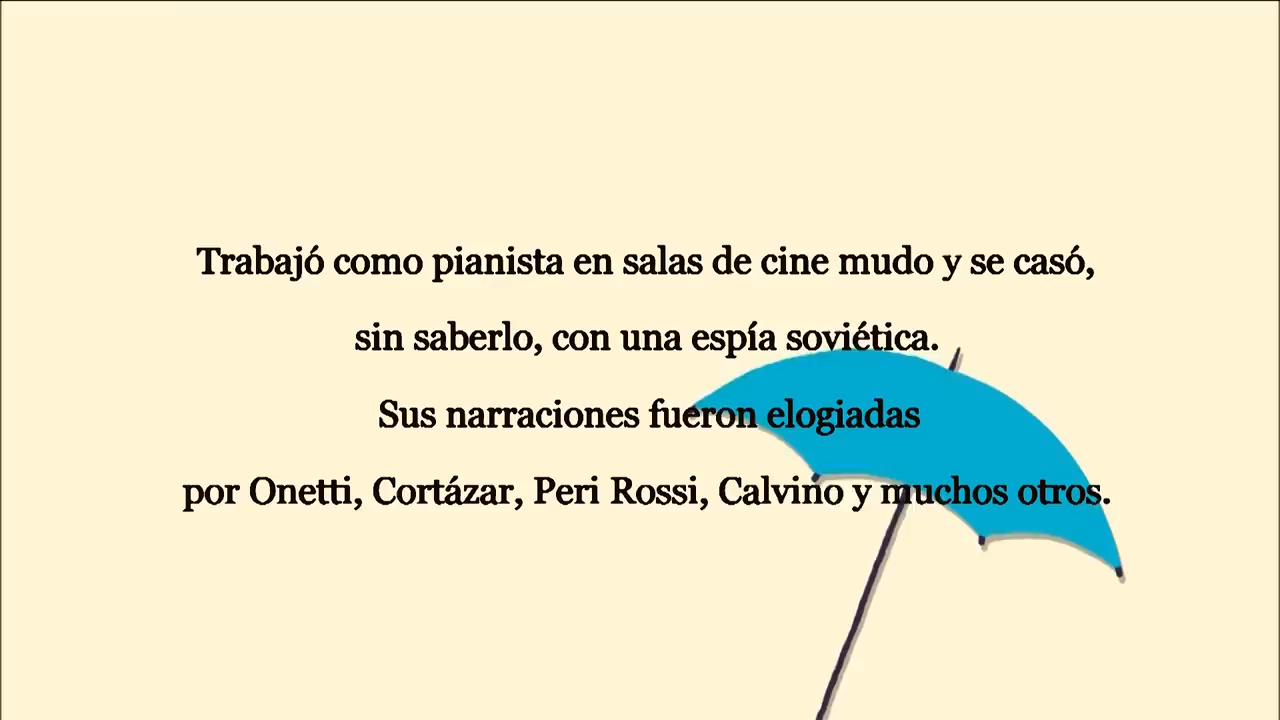 Trabajó como pianista en salas de cine mudo y se casó,
sin saberlo, con una espía soviética.
Sus narraciones fueron elogiadas
por Onetti, Cortázar, Peri Rossi, Calvino y muchos otros.